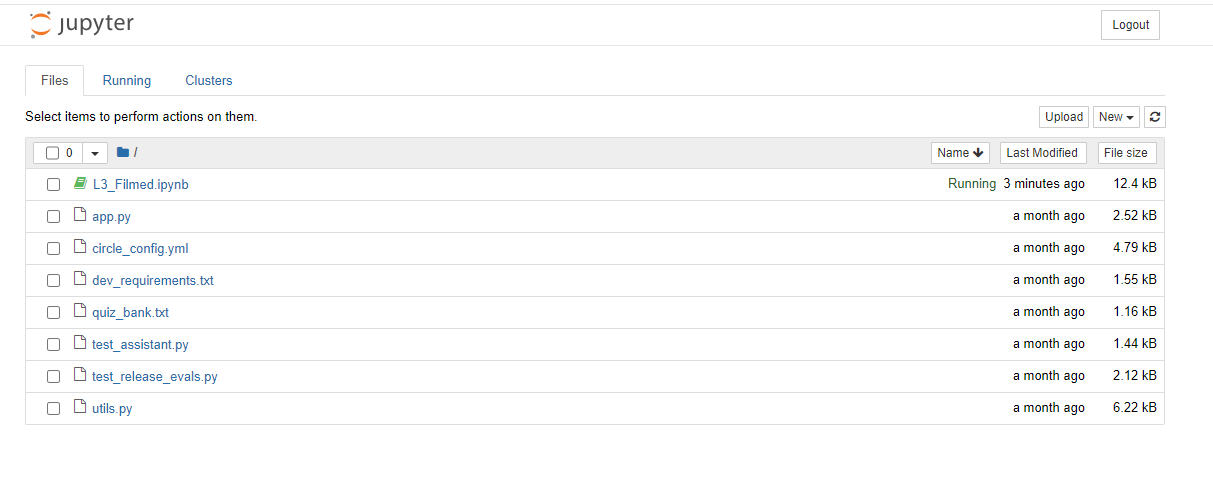 jupyter
Logout
Files Running Clusters
Select items to perform actions on them.
Upload New
0 / Name Last Modified File size
L3_Filmed.ipynb Running 3 minutes ago 12.4 kB
app.py a month ago 2.52 kB
circle_config.yml a month ago 4.79 kB
dev_requirements.txt a month ago 1.55 kB
quiz_bank.txt a month ago 1.16 kB
test_assistant.py a month ago 1.44 kB
test_release_evals.py a month ago 2.12 kB
utils.py a month ago 6.22 kB